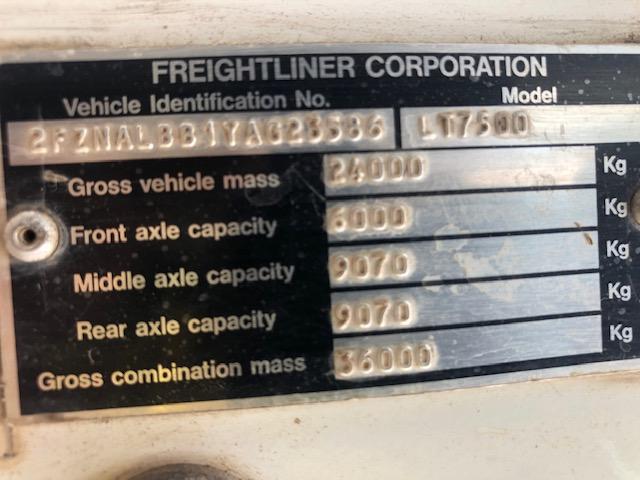 FREIGHTLINER CORPORATION
Vehicle Identification No. Model
2FZNALBB1YAG23586 LT7500
Gross vehicle mass 24000 Kg
Front axle capacity 6000 Kg
Middle axle capacity 9070 Kg
Rear axle capacity 9070 Kg
Gross combination mass 36000 Kg